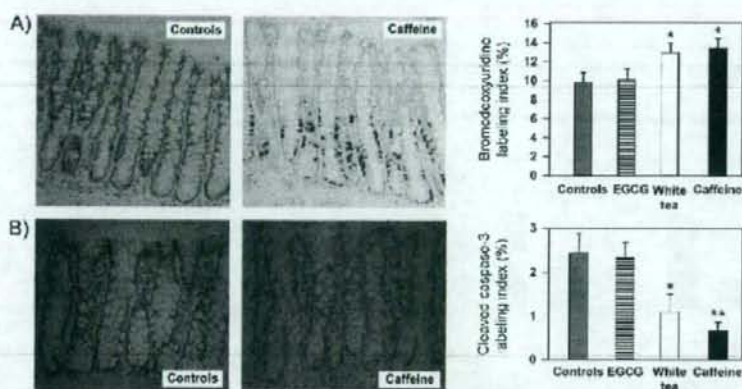 A)
Controls
Caffeine
Bromodeoxyuridine
labeling index (%)
16
14
12
10
8
6
4
2
0
* *
Controls EGCG White tea Caffeine
B)
Controls
Caffeine
Cleaved caspase-3
labeling index (%)
3
2
1
0
* **
Controls EGCG White tea Caffeine